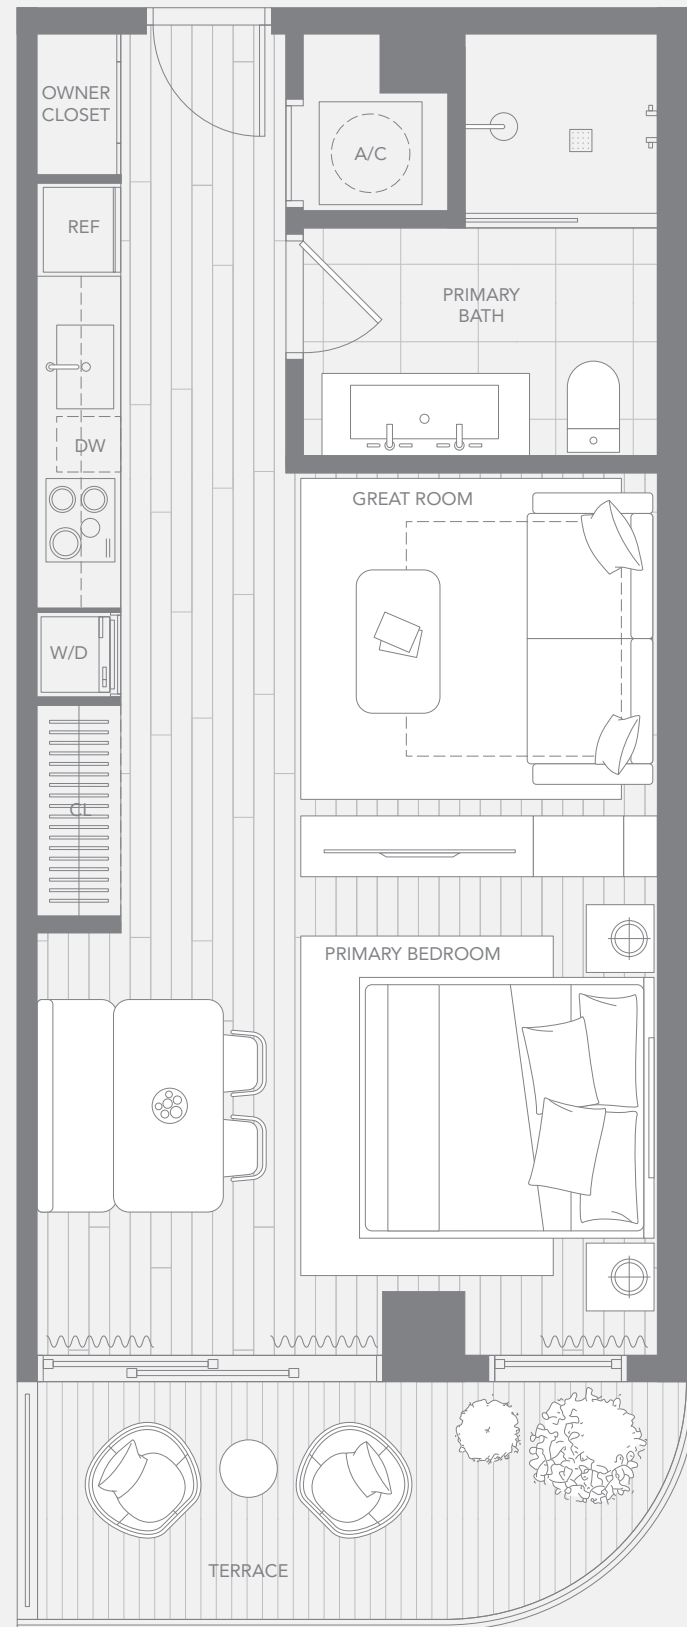 OWNER
CLOSET
A/C
REF
PRIMARY
BATH
DW
GREAT ROOM
W/D
CL
PRIMARY BEDROOM
TERRACE